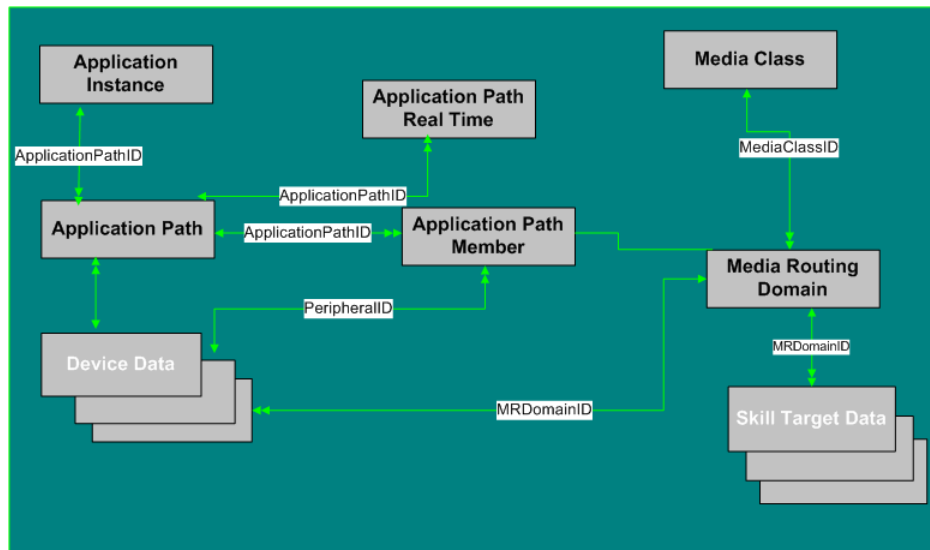 Application
Instance
Media Class
Application Path
Real Time
ApplicationPathID
MediaClassID
ApplicationPathID
Application Path
ApplicationPathID
Application Path
Member
Media Routing
Domain
PeripheralID
Device Data
MRDomainID
MRDomainID
Skill Target Data